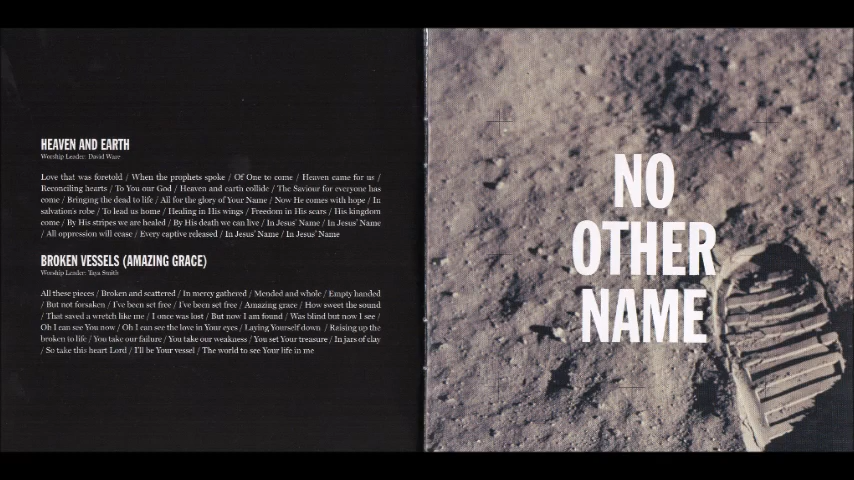 HEAVEN AND EARTH
Worship Leader: David Ware
Love that was foretold / When the prophets spoke / Of One to come / Heaven came for us /
Reconciling hearts / To You our God / Heaven and earth collide / The Saviour for everyone has
come / Bringing the dead to life / All for the glory of Your Name / Now He comes with hope / In
salvation's robe / To lead us home / Healing in His wings / Freedom in His scars / His kingdom
come / By His stripes we are healed / By His death we can live / In Jesus' Name / In Jesus' Name
/ All oppression will cease / Every captive released / In Jesus' Name / In Jesus' Name
BROKEN VESSELS (AMAZING GRACE)
Worship Leader: Taya Smith
All these pieces / Broken and scattered / In mercy gathered / Mended and whole / Empty handed
/ But not forsaken / I've been set free / I've been set free / Amazing grace / How sweet the sound
/ That saved a wretch like me / I once was lost / But now I am found / Was blind but now I see /
Oh I can see You now / Oh I can see the love in Your eyes / Laying Yourself down / Raising up the
broken to life / You take our failure / You take our weakness / You set Your treasure / In jars of clay
/ So take this heart Lord / I'll be Your vessel / The world to see Your life in me
NO
OTHER
NAME